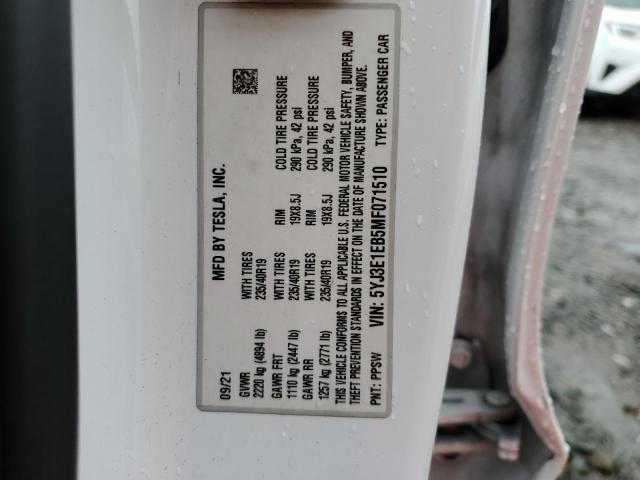 09/21 MFD BY TESLA, INC.
GVWR WITH TIRES
2220 kg (4894 lb) 235/40R19
GAWR FRT WITH TIRES RIM COLD TIRE PRESSURE
1110 kg (2447 lb) 235/40R19 19X8.5J 290 kPa, 42 psi
GAWR RR WITH TIRES RIM COLD TIRE PRESSURE
1257 kg (2771 lb) 235/40R19 19X8.5J 290 kPa, 42 psi
THIS VEHICLE CONFORMS TO ALL APPLICABLE U.S. FEDERAL MOTOR VEHICLE SAFETY, BUMPER, AND
THEFT PREVENTION STANDARDS IN EFFECT ON THE DATE OF MANUFACTURE SHOWN ABOVE.
PNT: PPSW VIN: 5YJ3E1EB5MF071510 TYPE: PASSENGER CAR